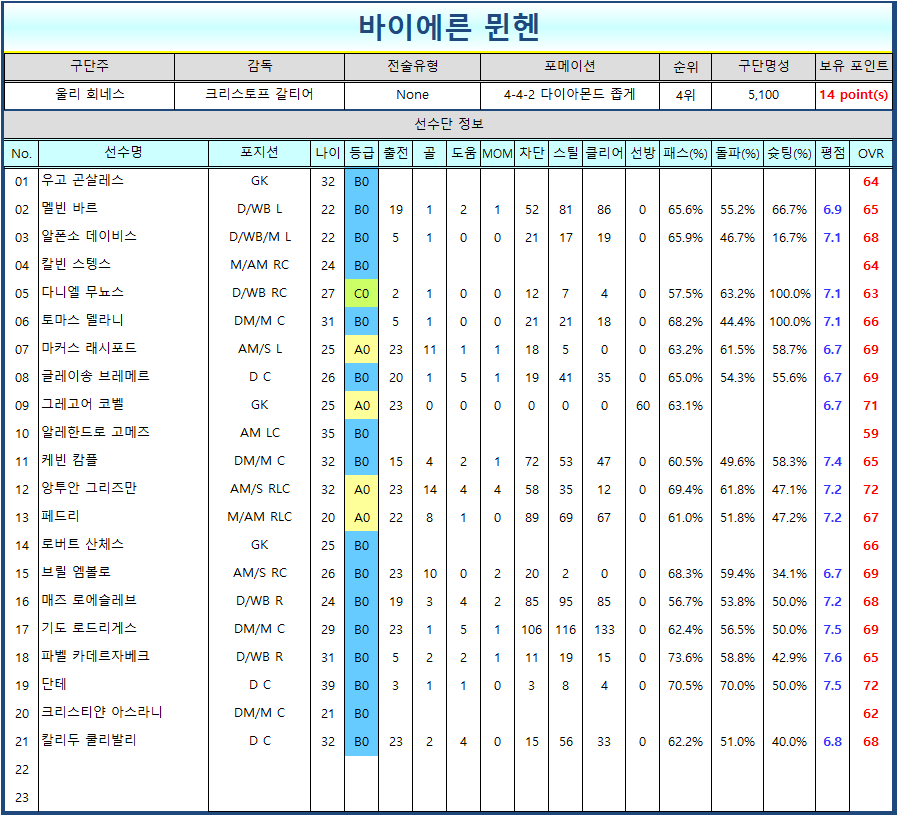 바이에른 뮌헨
구단주 감독 전술유형 포메이션 순위 구단명성 보유 포인트
울리 회네스 크리스토프 갈티어 None 4-4-2 다이아몬드 좁게 4위 5,100 14 point(s)
선수단 정보
No. 선수명 포지션 나이 등급 출전 골 도움 MOM 차단 스틸 클리어 선방 패스(%) 돌파(%) 슛팅(%) 평점 OVR
01 우고 곤살레스 GK 32 B0 64
02 멜빈 바르 D/WB L 22 B0 19 1 2 1 52 81 86 0 65.6% 55.2% 66.7% 6.9 65
03 알폰소 데이비스 D/WB/M L 22 B0 5 1 0 0 21 17 19 0 65.9% 46.7% 16.7% 7.1 68
04 칼빈 스텡스 M/AM RC 24 B0 64
05 다니엘 무뇨스 D/WB RC 27 C0 2 1 0 0 12 7 4 0 57.5% 63.2% 100.0% 7.1 63
06 토마스 델라니 DM/M C 31 B0 5 1 0 0 21 21 18 0 68.2% 44.4% 100.0% 7.1 66
07 마커스 래시포드 AM/S L 25 A0 23 11 1 1 18 5 0 0 63.2% 61.5% 58.7% 6.7 69
08 글레이송 브레메르 D C 26 B0 20 1 5 1 19 41 35 0 65.0% 54.3% 55.6% 6.7 69
09 그레고어 코벨 GK 25 A0 23 0 0 0 0 0 0 60 63.1% 6.7 71
10 알레한드로 고메즈 AM LC 35 B0 59
11 케빈 캄플 DM/M C 32 B0 15 4 2 1 72 53 47 0 60.5% 49.6% 58.3% 7.4 65
12 앙투안 그리즈만 AM/S RLC 32 A0 23 14 4 4 58 35 12 0 69.4% 61.8% 47.1% 7.2 72
13 페드리 M/AM RLC 20 A0 22 8 1 0 89 69 67 0 61.0% 51.8% 47.2% 7.2 67
14 로버트 산체스 GK 25 B0 66
15 브릴 엠볼로 AM/S RC 26 B0 23 10 0 2 20 2 0 0 68.3% 59.4% 34.1% 6.7 69
16 매즈 로에슬레브 D/WB R 24 B0 19 3 4 2 85 95 85 0 56.7% 53.8% 50.0% 7.2 68
17 기도 로드리게스 DM/M C 29 B0 23 1 5 1 106 116 133 0 62.4% 56.5% 50.0% 7.5 69
18 파벨 카데르자베크 D/WB R 31 B0 5 2 2 1 11 19 15 0 73.6% 58.8% 42.9% 7.6 65
19 단테 D C 39 B0 3 1 1 0 3 8 4 0 70.5% 70.0% 50.0% 7.5 72
20 크리스티얀 아스라니 DM/M C 21 B0 62
21 칼리두 쿨리발리 D C 32 B0 23 2 4 0 15 56 33 0 62.2% 51.0% 40.0% 6.8 68
22
23